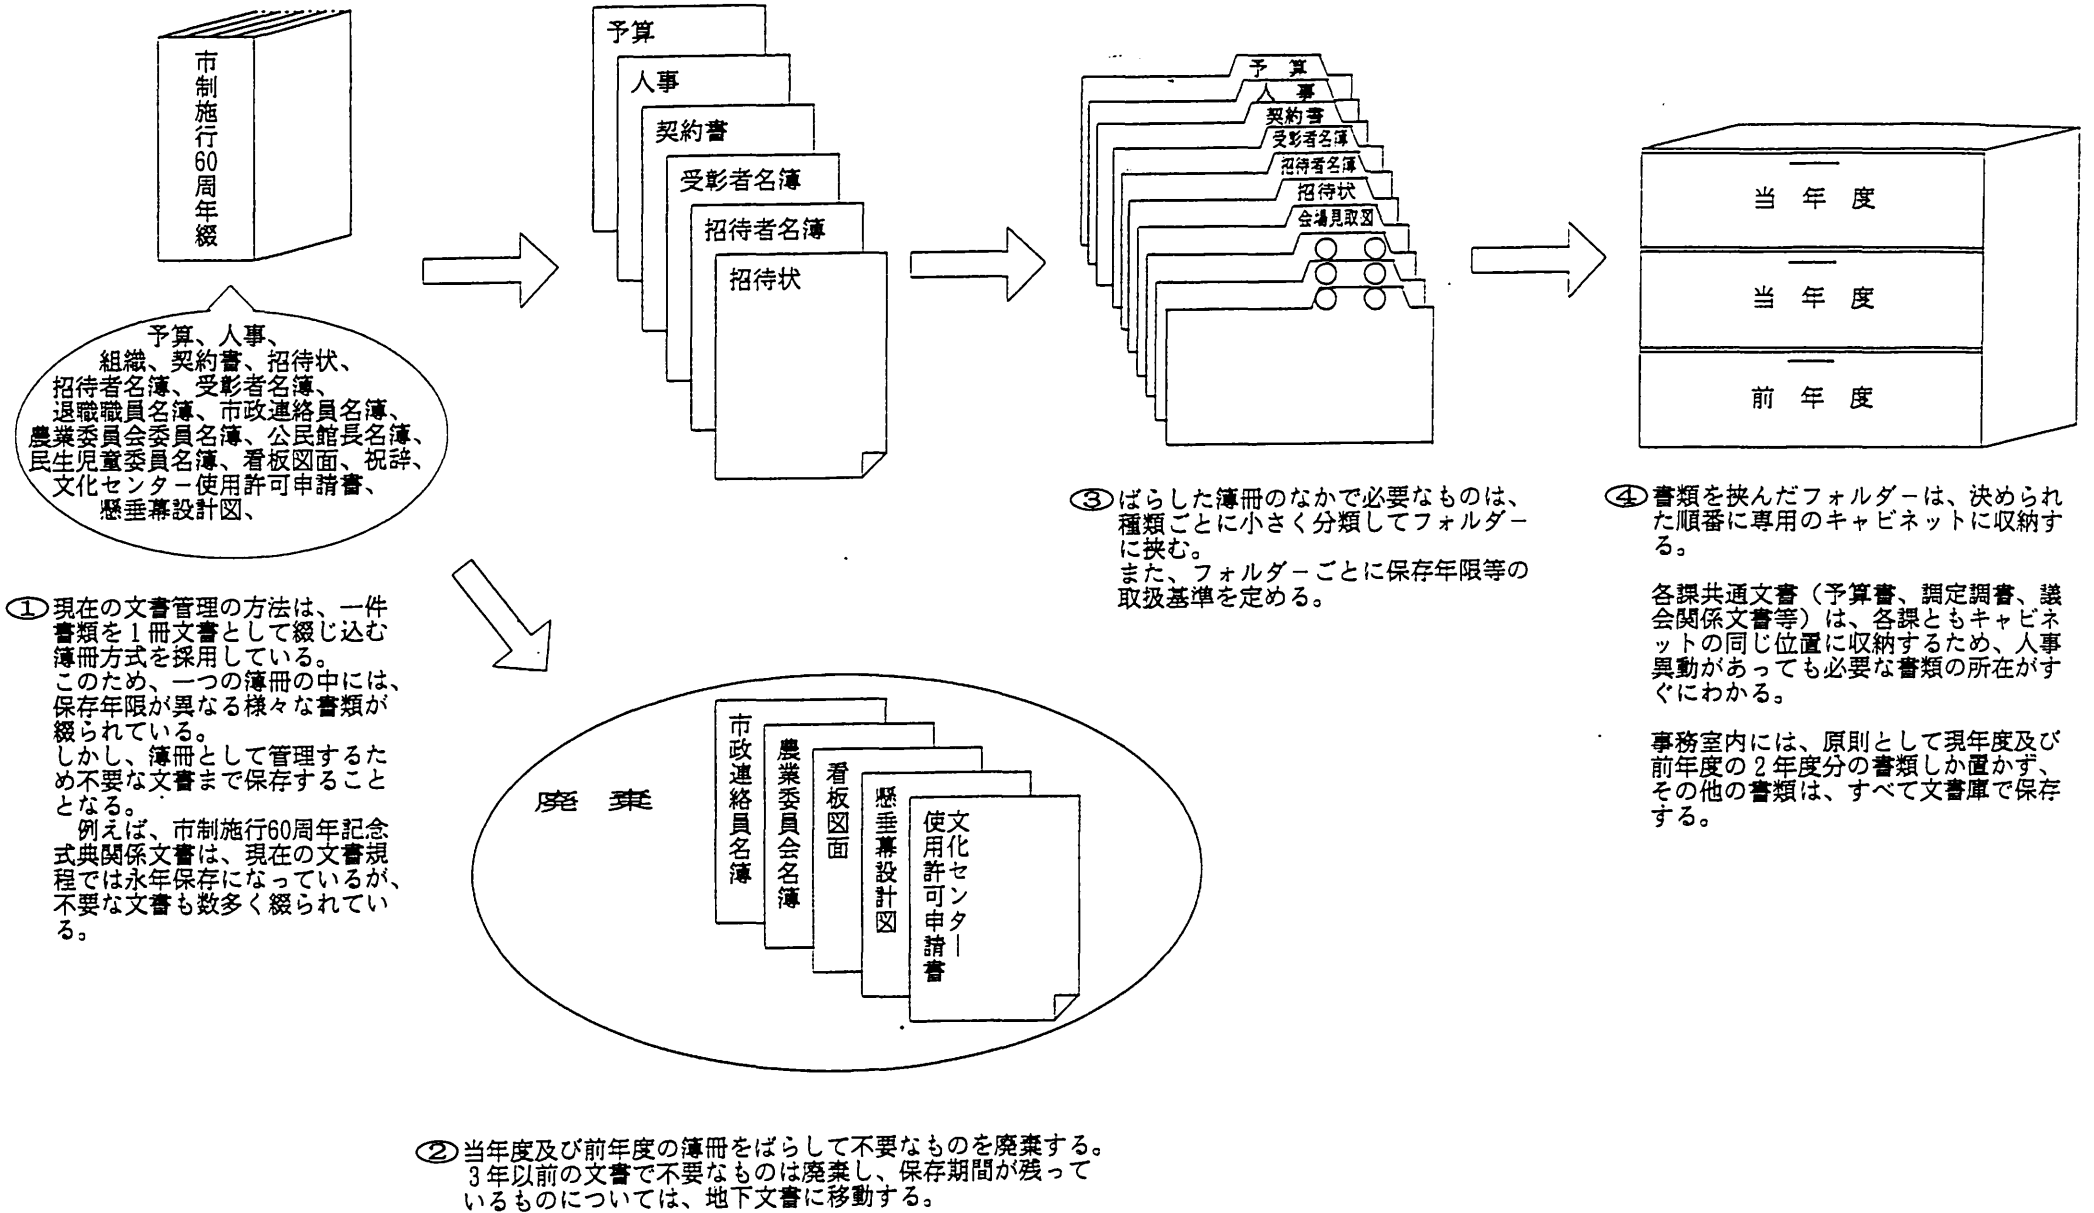 市制施行60周年綴
予算、人事、
組織、契約書、招待状、
招待者名簿、受彰者名簿、
退職職員名簿、市政連絡員名簿、
農業委員会委員名簿、公民館長名簿、
民生児童委員名簿、看板図面、祝辞、
文化センター使用許可申請書、
懸垂幕設計図、
①現在の文書管理の方法は、一件
書類を1冊文書として綴じ込む
簿冊方式を採用している。
このため、一つの簿冊の中には、
保存年限が異なる様々な書類が
綴られている。
しかし、簿冊として管理するた
め不要な文書まで保存すること
となる。
例えば、市制施行60周年記念
式典関係文書は、現在の文書規
程では永年保存になっているが、
不要な文書も数多く綴られてい
る。
予算
人事
契約書
受彰者名簿
招待者名簿
招待状
廃棄
市政連絡員名簿
農業委員会名簿
看板図面
懸垂幕設計図
文化センター
使用許可申請書
②当年度及び前年度の簿冊をばらして不要なものを廃棄する。
3年以前の文書で不要なものは廃棄し、保存期間が残って
いるものについては、地下文書に移動する。
予算
人事
契約書
受彰者名簿
招待者名簿
招待状
会場見取図
○○
○○
○○
③ばらした簿冊のなかで必要なものは、
種類ごとに小さく分類してフォルダー
に挟む。
また、フォルダーごとに保存年限等の
取扱基準を定める。
当年度
当年度
前年度
④書類を挟んだフォルダーは、決められ
た順番に専用のキャビネットに収納す
る。
各課共通文書（予算書、調定調書、議
会関係文書等）は、各課ともキャビネ
ットの同じ位置に収納するため、人事
異動があっても必要な書類の所在がす
ぐにわかる。
事務室内には、原則として現年度及び
前年度の2年度分の書類しか置かず、
その他の書類は、すべて文書庫で保存
する。